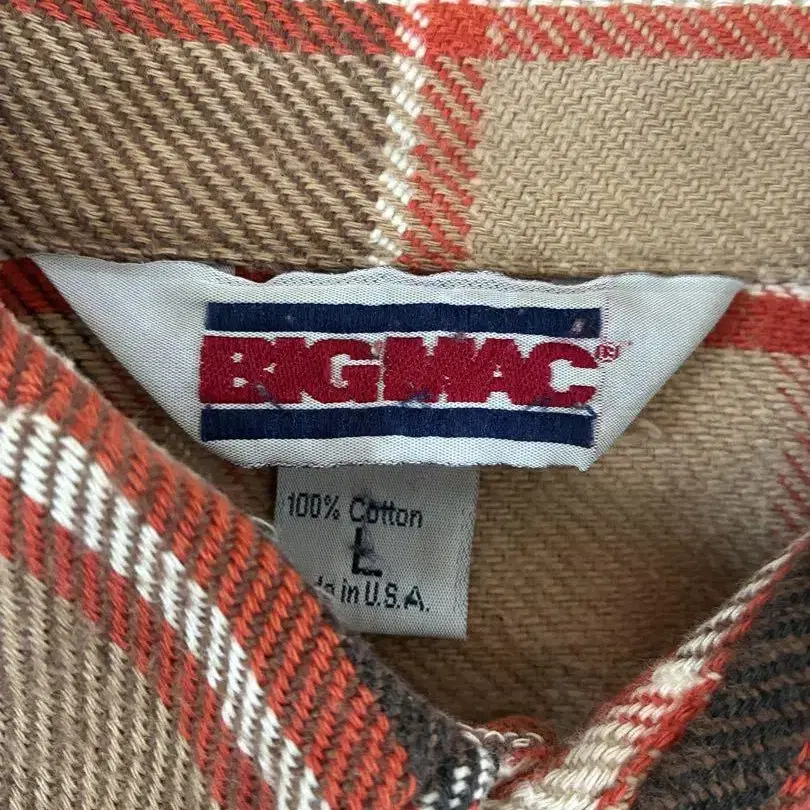 BIG MAC®
100% Cotton
L
in U.S.A.